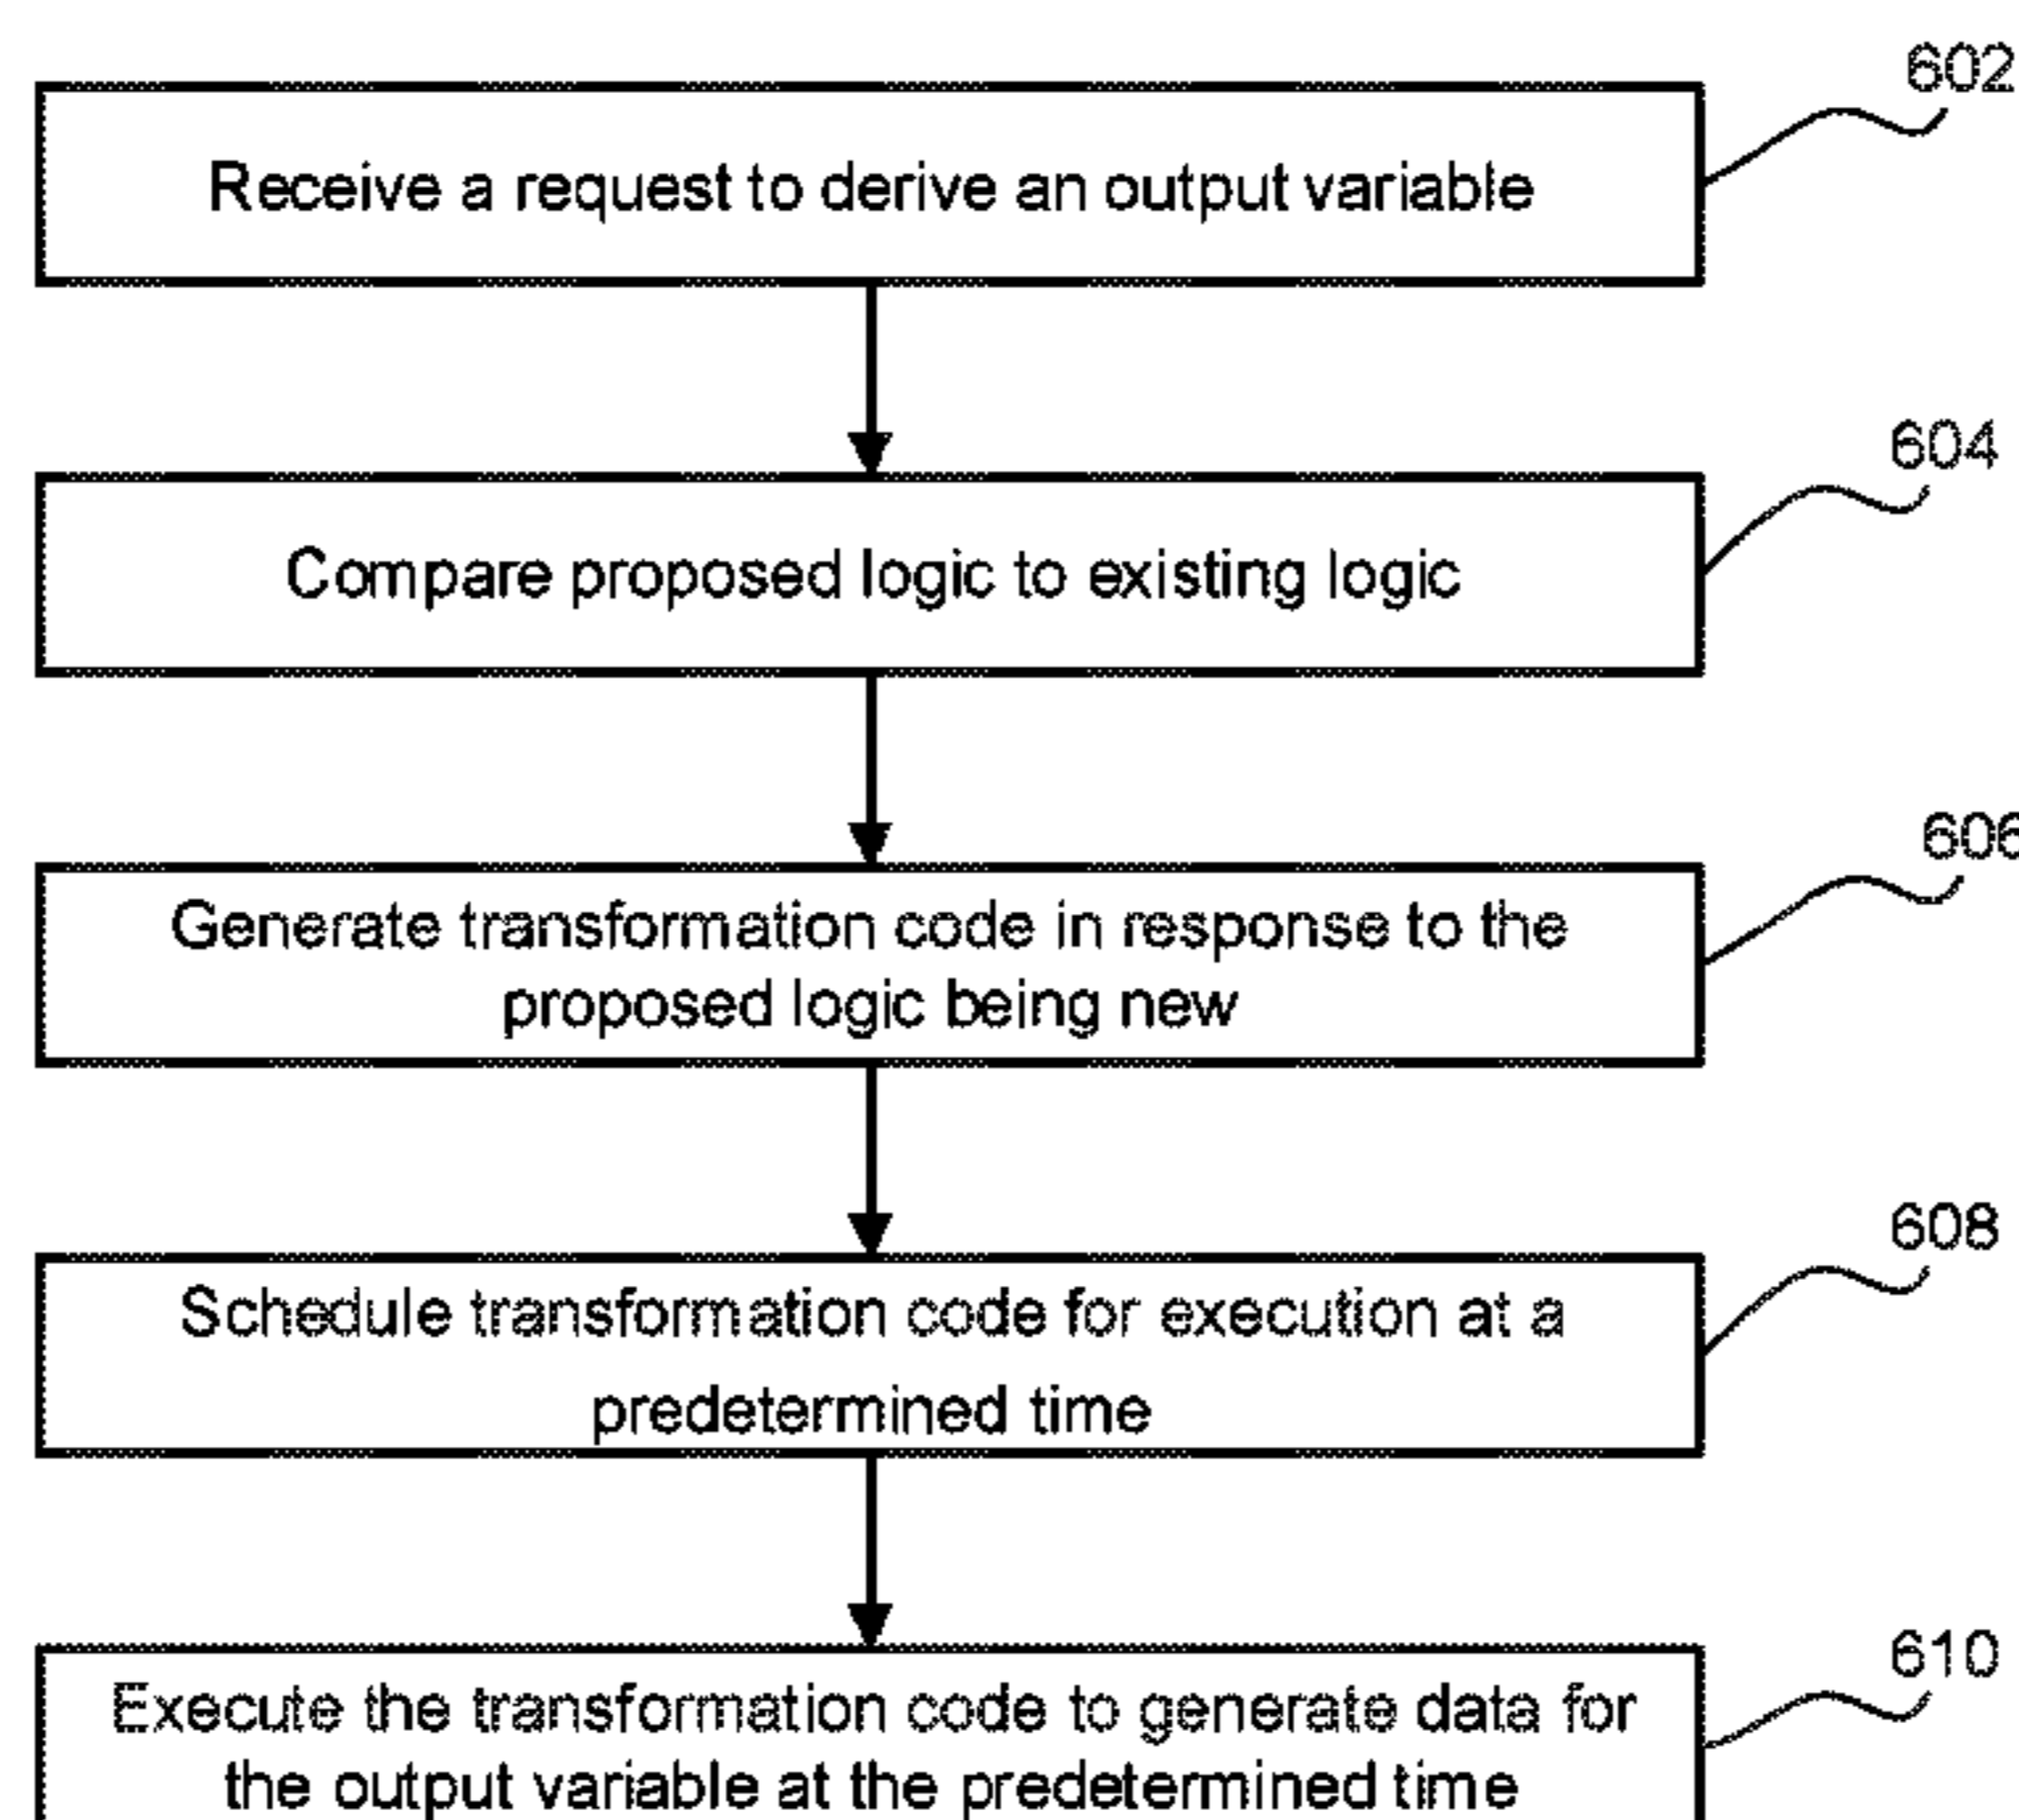 602
Receive a request to derive an output variable
604
Compare proposed logic to existing logic
606
Generate transformation code in response to the
proposed logic being new
608
Schedule transformation code for execution at a
predetermined time
610
Execute the transformation code to generate data for
the output variable at the predetermined time